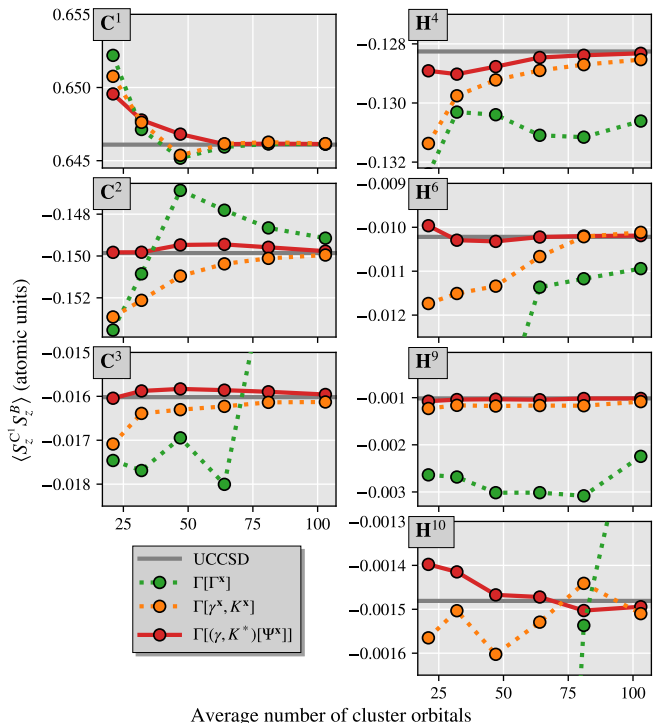 C¹
0.655
0.650
0.645
H⁴
−0.128
−0.130
−0.132
C²
−0.148
−0.150
−0.152
H⁶
−0.009
−0.010
−0.011
−0.012
C³
−0.015
−0.016
−0.017
−0.018
25 50 75 100
H⁹
−0.001
−0.002
−0.003
H¹⁰
−0.0013
−0.0014
−0.0015
−0.0016
25 50 75 100
⟨S_z^{C¹} S_z^B⟩ (atomic units)
UCCSD
Γ[Γˣ]
Γ[γˣ, Kˣ]
Γ[(γ, K*)[Ψˣ]]
Average number of cluster orbitals